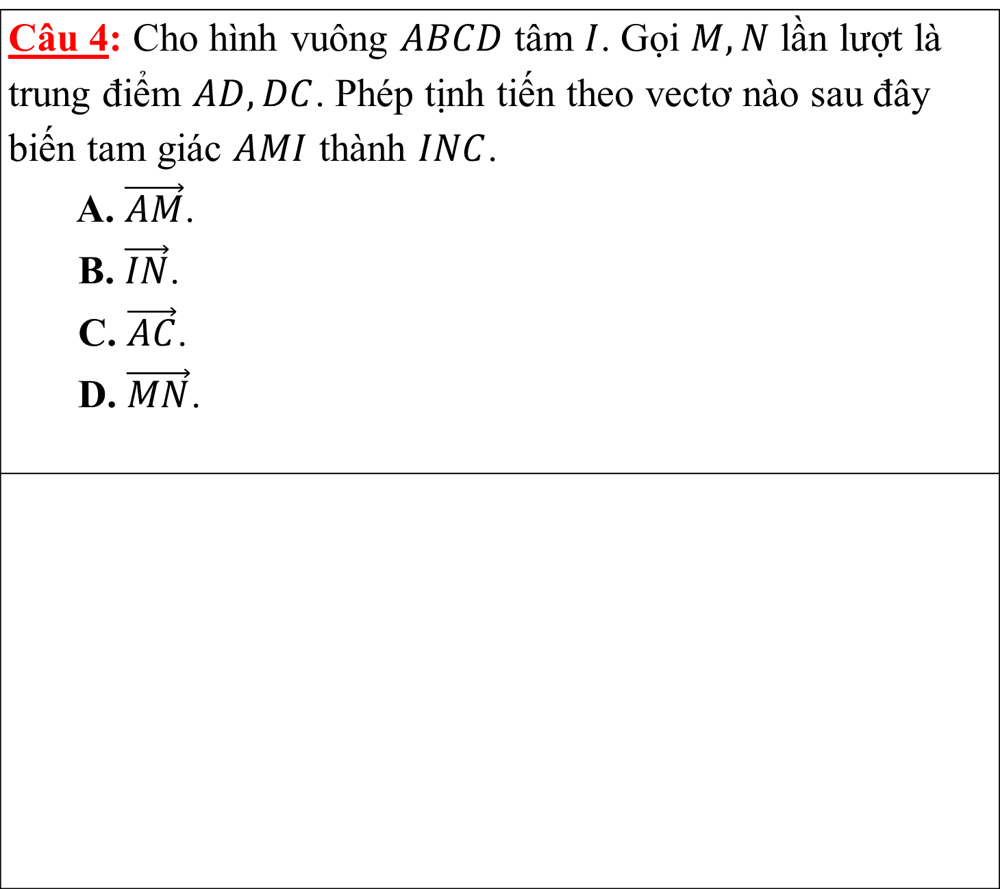 Câu 4: Cho hình vuông ABCD tâm I. Gọi M, N lần lượt là
trung điểm AD, DC. Phép tịnh tiến theo vectơ nào sau đây
biến tam giác AMI thành INC.
A. $\overrightarrow{AM}$.
B. $\overrightarrow{IN}$.
C. $\overrightarrow{AC}$.
D. $\overrightarrow{MN}$.